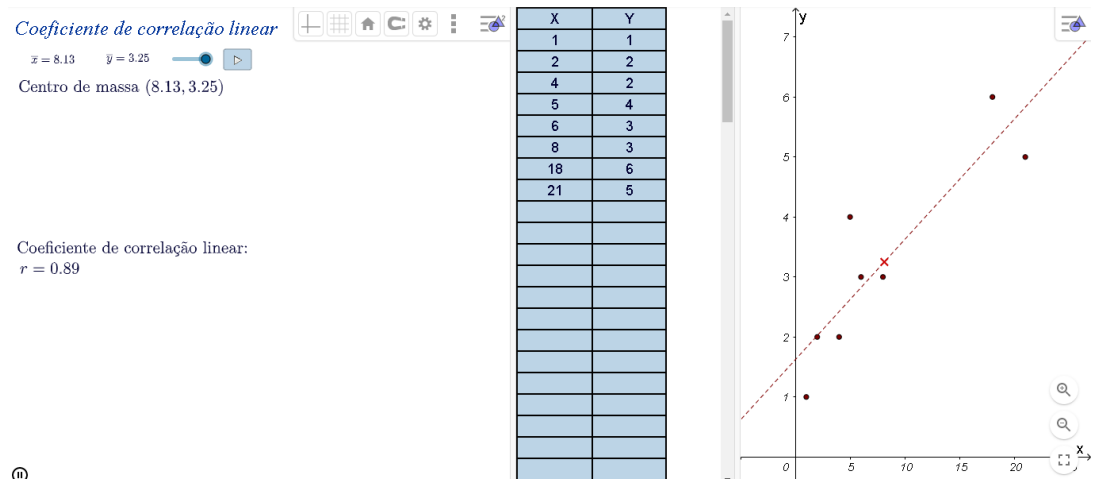 Coeficiente de correlação linear
x̅ = 8.13 y̅ = 3.25
Centro de massa (8.13, 3.25)
Coeficiente de correlação linear:
r = 0.89
X Y
1 1
2 2
4 2
5 4
6 3
8 3
18 6
21 5
y
7
6
5
4
3
2
1
0 5 10 15 20
x